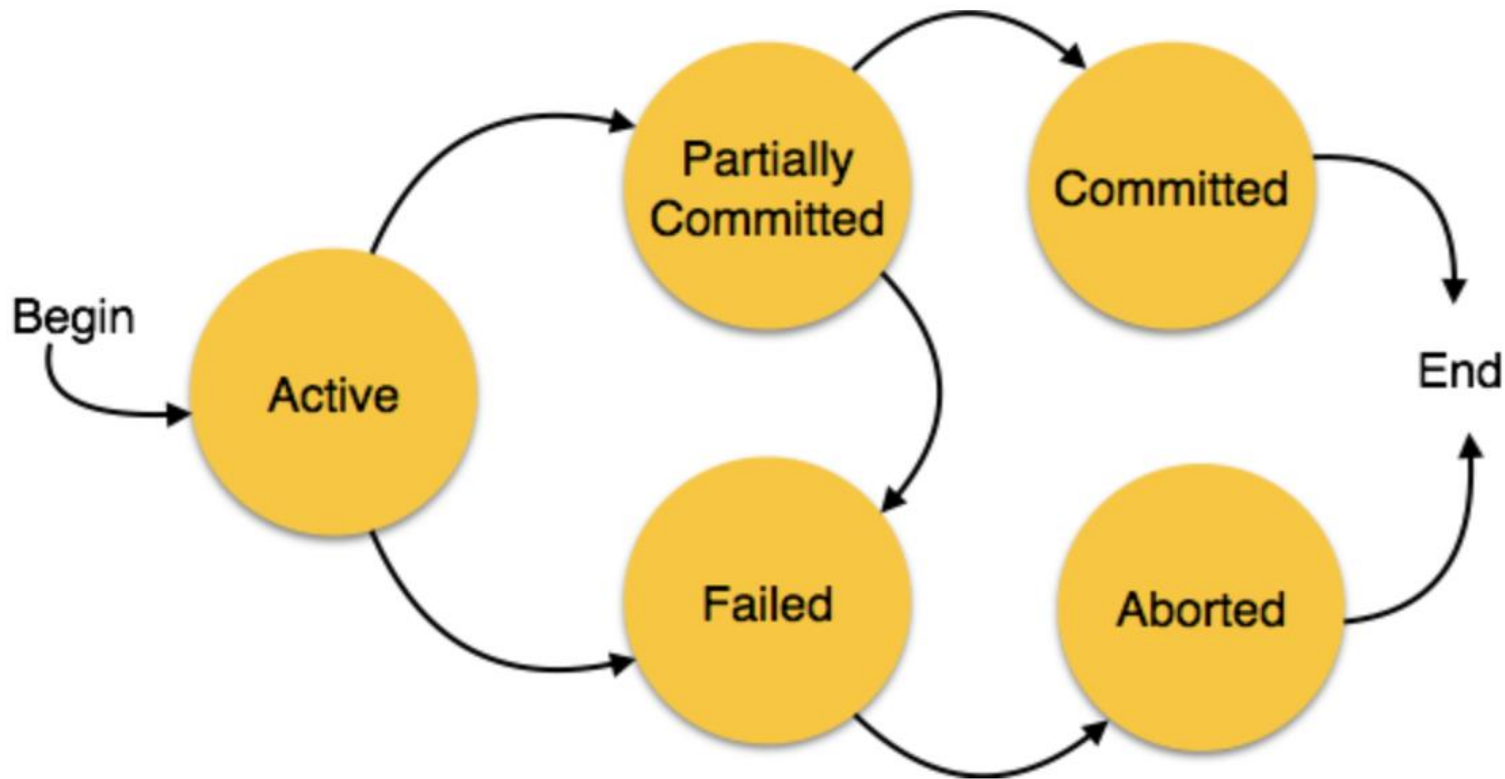 Begin
Active
Partially
Committed
Committed
Failed
Aborted
End